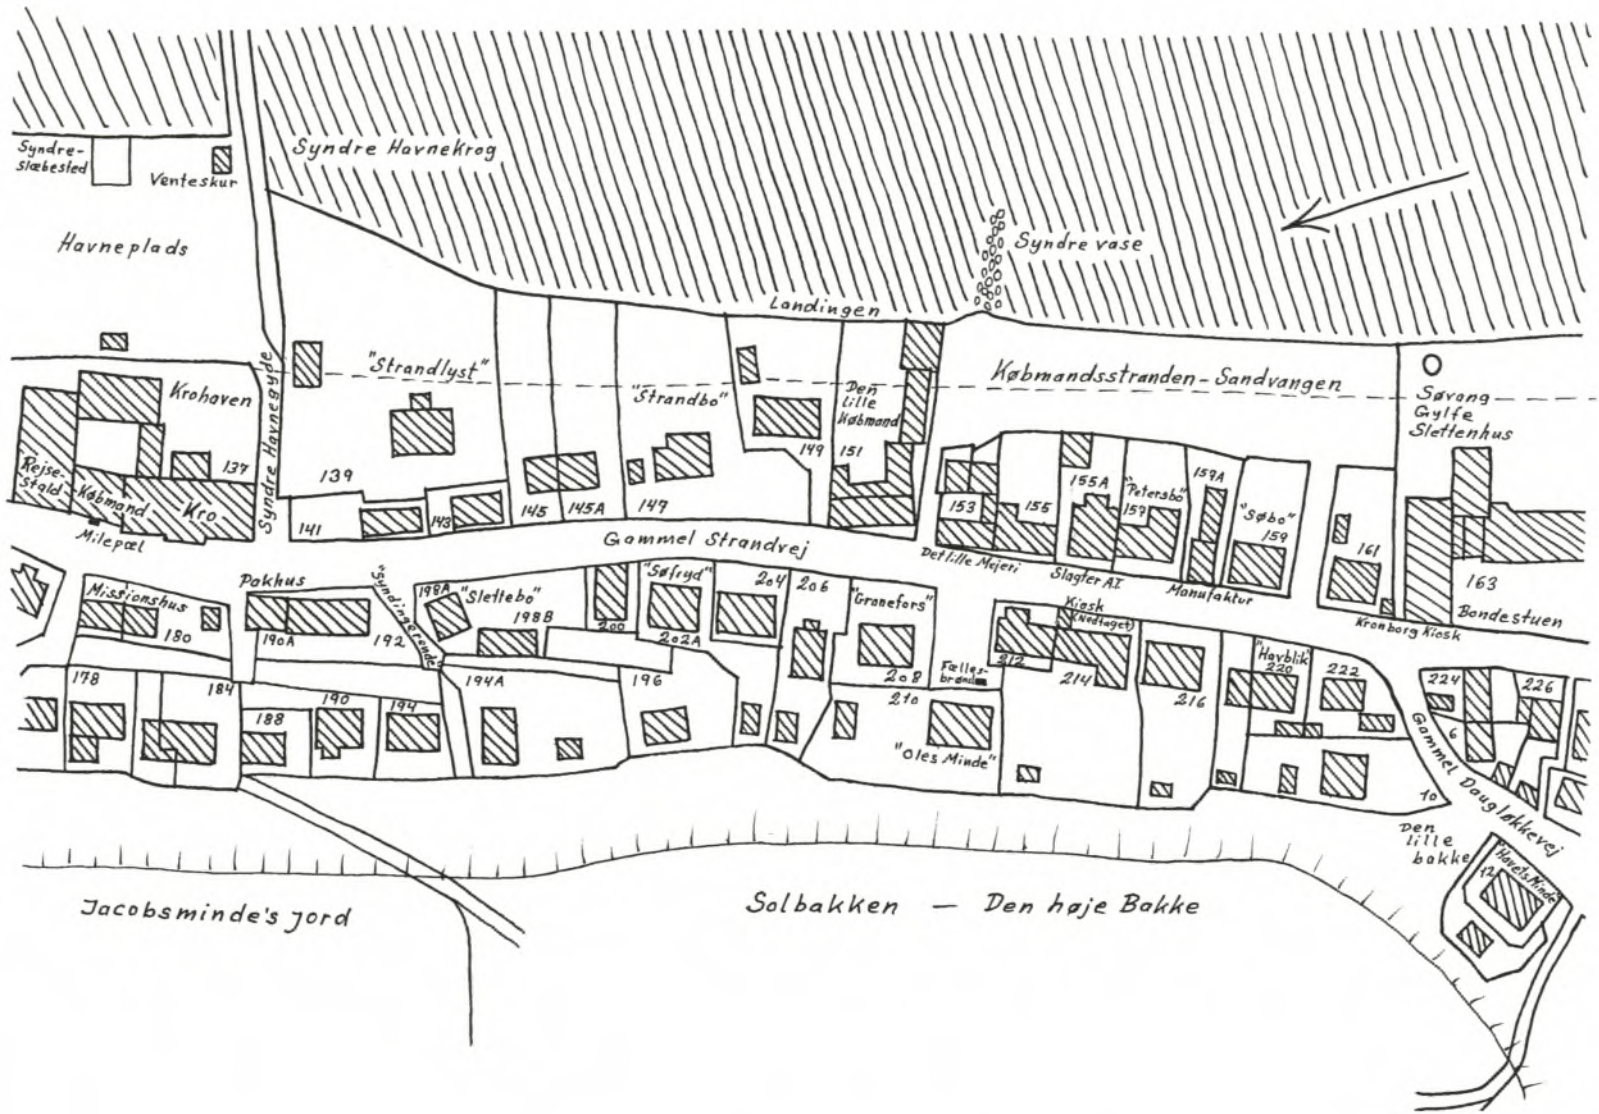 Syndre-
slæbested
Venteskur
Havneplads
Syndre Havnekrog
Syndre vase
Landingen
Syndre Havnegyde
Krohaven
137
Rejse-
stald
Købmand
Kro
Milepæl
"Strandlyst"
139
141
143
145
145A
"Strandbo"
147
149
Den
lille
Købmand
151
Købmandsstranden - Sandvangen
Søvang
Gylfe
Slettenhus
153
155
155A
"Petersbo"
157
159A
"Søbo"
159
161
163
Bondestuen
Det lille Mejeri
Slagter A.I.
Manufaktur
Kronborg Kiosk
Gammel Strandvej
Missionshus
180
Pakhus
190A
192
"Syndingerende"
198A
"Slettebo"
198B
200
"Søfryd"
202A
204
206
"Gronefors"
208
Fælles-
brønd
212
Kiosk
(Nedtaget)
214
216
"Havblik"
220
222
224
226
178
184
188
190
194
194A
196
210
"Oles Minde"
6
10
Gammel Daugløkkevej
Den
lille
bakke
12
"Havets Minde"
Jacobsminde's jord
Solbakken — Den høje Bakke